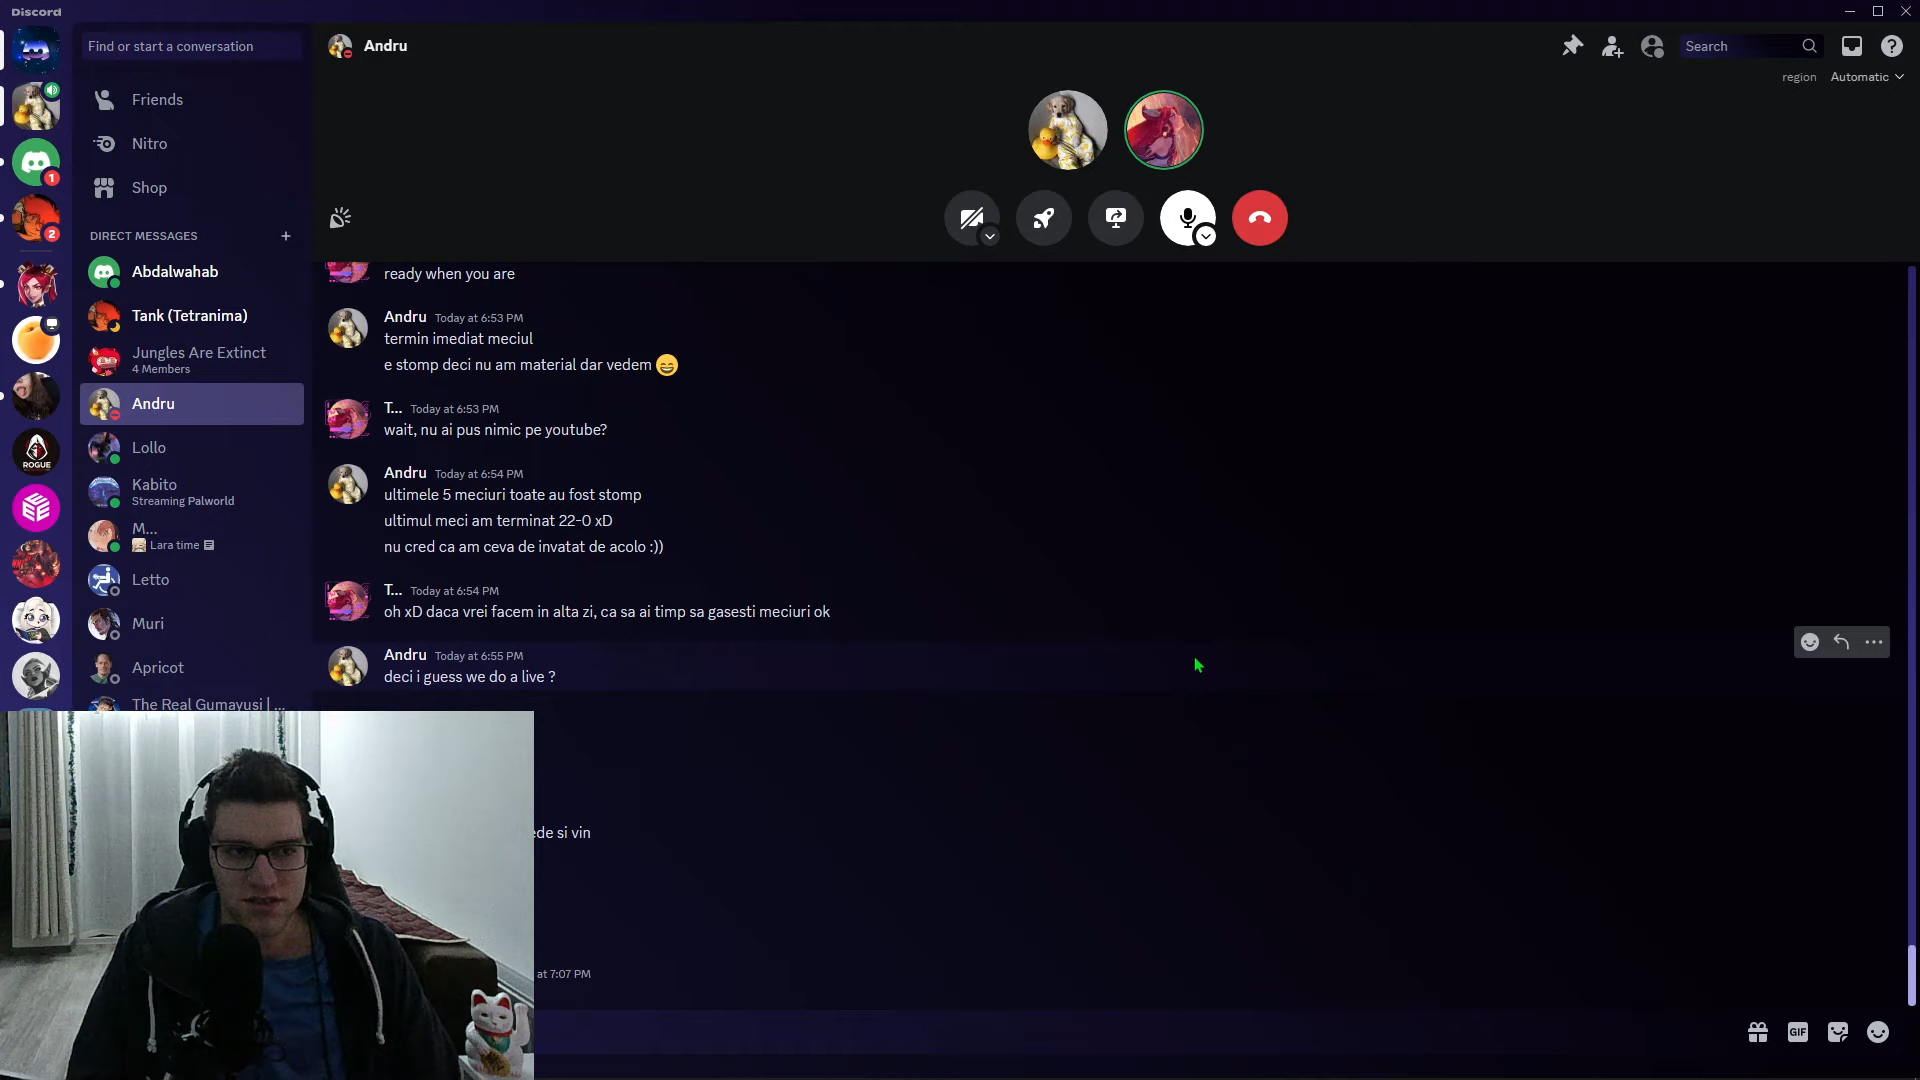 Discord
Find or start a conversation
Andru
Search
region Automatic
Friends
Nitro
Shop
1
2
DIRECT MESSAGES
Abdalwahab
Tank (Tetranima)
Jungles Are Extinct
4 Members
Andru
Lollo
Kabito
Streaming Palworld
M...
Lara time
Letto
Muri
Apricot
The Real Gumayusi | ...
ROGUE
ready when you are
Andru Today at 6:53 PM
termin imediat meciul
e stomp deci nu am material dar vedem 😄
T... Today at 6:53 PM
wait, nu ai pus nimic pe youtube?
Andru Today at 6:54 PM
ultimele 5 meciuri toate au fost stomp
ultimul meci am terminat 22-0 xD
nu cred ca am ceva de invatat de acolo :))
T... Today at 6:54 PM
oh xD daca vrei facem in alta zi, ca sa ai timp sa gasesti meciuri ok
Andru Today at 6:55 PM
deci i guess we do a live ?
si vin
at 7:07 PM
GIF